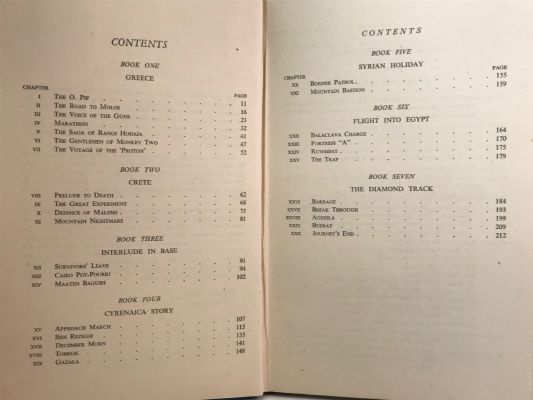 CONTENTS
BOOK ONE
GREECE
CHAPTER PAGE
I THE O. PIP 11
II THE ROAD TO MOLOS 16
III THE VOICE OF THE GUNS 23
IV MARATHON 32
V THE SAGA OF RANGI HOHAIA 41
VI THE GENTLEMEN OF MONKEY TWO 47
VII THE VOYAGE OF THE 'PROTON' 52
BOOK TWO
CRETE
VIII PRELUDE TO DEATH 62
IX THE GREAT EXPERIMENT 66
X DEFENCE OF MALEME 75
XI MOUNTAIN NIGHTMARE 81
BOOK THREE
INTERLUDE IN BASE
XII SURVIVORS' LEAVE 91
XIII CAIRO POT-POURRI 94
XIV MAATEN BAGUSH 102
BOOK FOUR
CYRENAICA STORY
XV APPROACH MARCH 107
XVI SIDI REZEGH 115
XVII DECEMBER MORN 133
XVIII TOBRUK 141
XIX GAZALA 148
CONTENTS
BOOK FIVE
SYRIAN HOLIDAY
CHAPTER PAGE
XX BORDER PATROL 155
XXI MOUNTAIN BASTION 159
BOOK SIX
FLIGHT INTO EGYPT
XXII BALACLAVA CHARGE 164
XXIII FORTRESS "A" 170
XXIV 175
XXV THE TRAP 179
BOOK SEVEN
THE DIAMOND TRACK
XXVI BARRAGE 184
XXVII BREAK THROUGH 193
XXVIII AGHEILA 199
XXIX BUERAT 209
XXX JOURNEY'S END 212